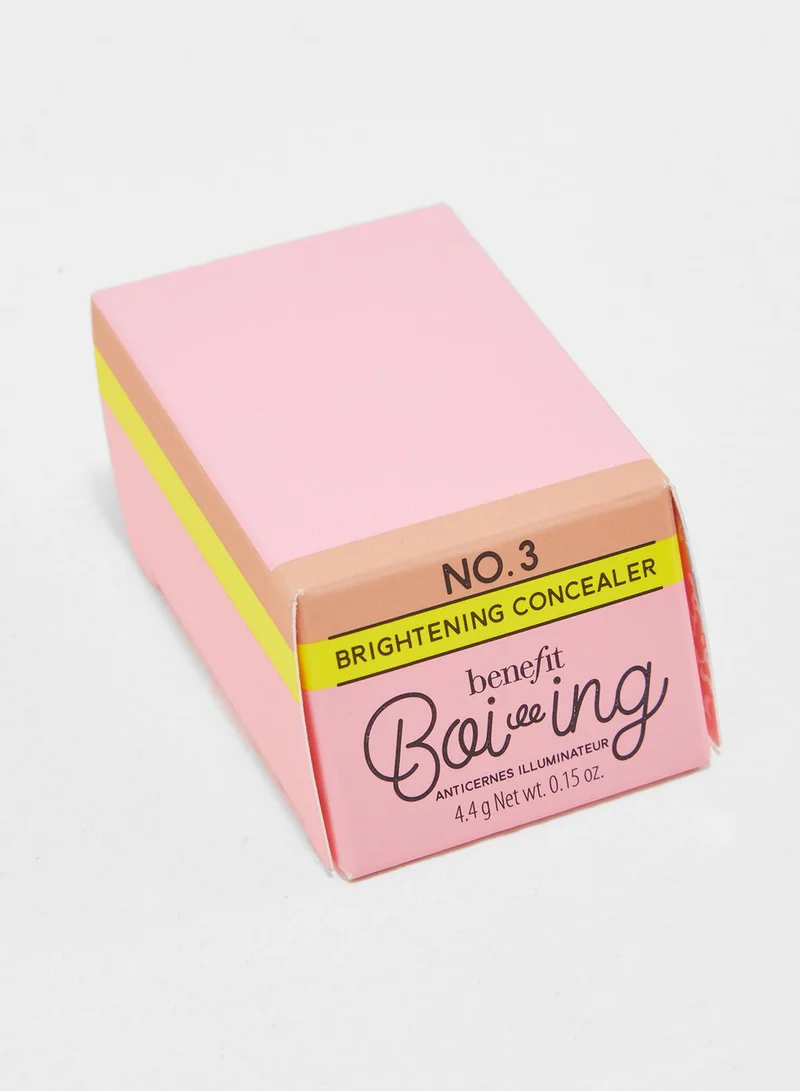 NO. 3
BRIGHTENING CONCEALER
benefit
Boi-ing
ANTICERNES ILLUMINATEUR
4.4 g Net wt. 0.15 oz.